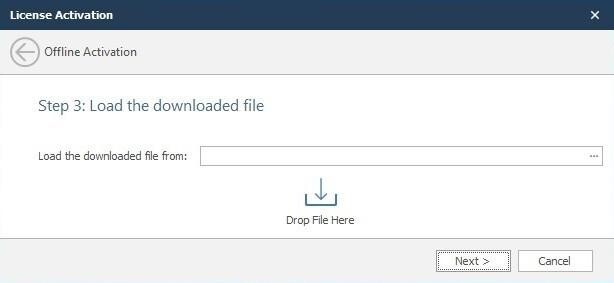 License Activation
Offline Activation
Step 3: Load the downloaded file
Load the downloaded file from: ...
Drop File Here
Next > Cancel